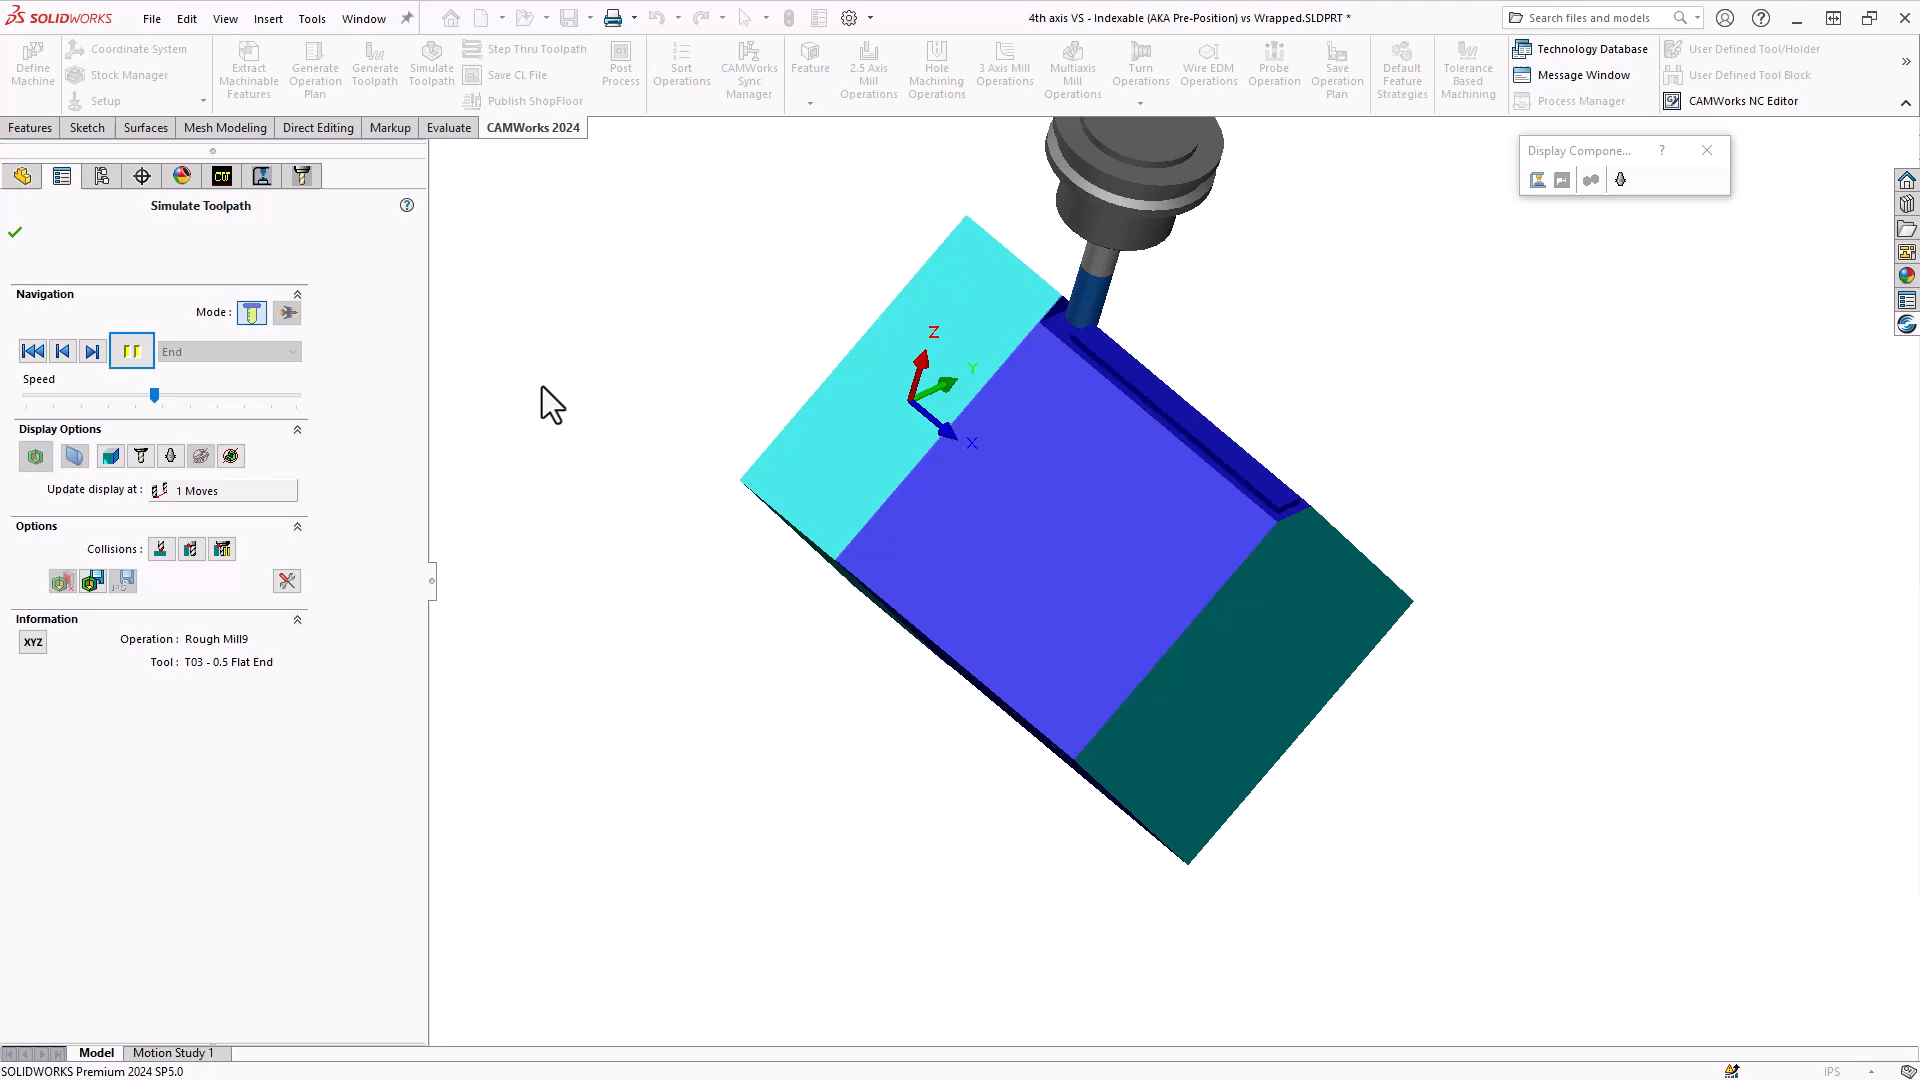 SOLIDWORKS File Edit View Insert Tools Window
4th axis VS - Indexable (AKA Pre-Position) vs Wrapped.SLDPRT *
Search files and models
Define Machine
Coordinate System
Stock Manager
Setup
Extract Machinable Features
Generate Operation Plan
Generate Toolpath
Simulate Toolpath
Step Thru Toolpath
Save CL File
Publish ShopFloor
Post Process
Sort Operations
CAMWorks Sync Manager
Feature
2.5 Axis Mill Operations
Hole Machining Operations
3 Axis Mill Operations
Multiaxis Mill Operations
Turn Operations
Wire EDM Operations
Probe Operation
Save Operation Plan
Default Feature Strategies
Tolerance Based Machining
Technology Database
Message Window
Process Manager
User Defined Tool/Holder
User Defined Tool Block
CAMWorks NC Editor
Features Sketch Surfaces Mesh Modeling Direct Editing Markup Evaluate CAMWorks 2024
Display Compone... ?
CW
Simulate Toolpath
Navigation
Mode :
End
Speed
Display Options
Update display at : 1 Moves
Options
Collisions :
Information
XYZ
Operation : Rough Mill9
Tool : T03 - 0.5 Flat End
Z
Y
X
Model Motion Study 1
SOLIDWORKS Premium 2024 SP5.0
IPS